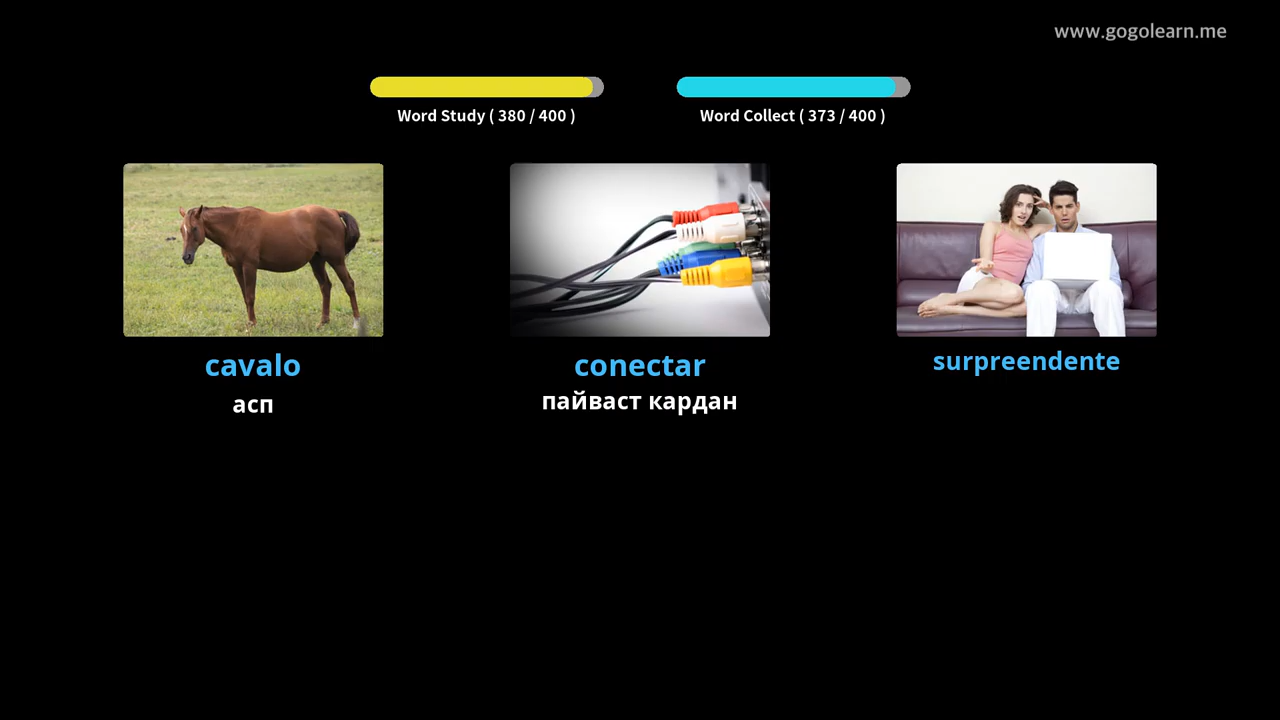 www.gogolearn.me
Word Study ( 380 / 400 )
Word Collect ( 373 / 400 )
cavalo
асп
conectar
пайваст кардан
surpreendente